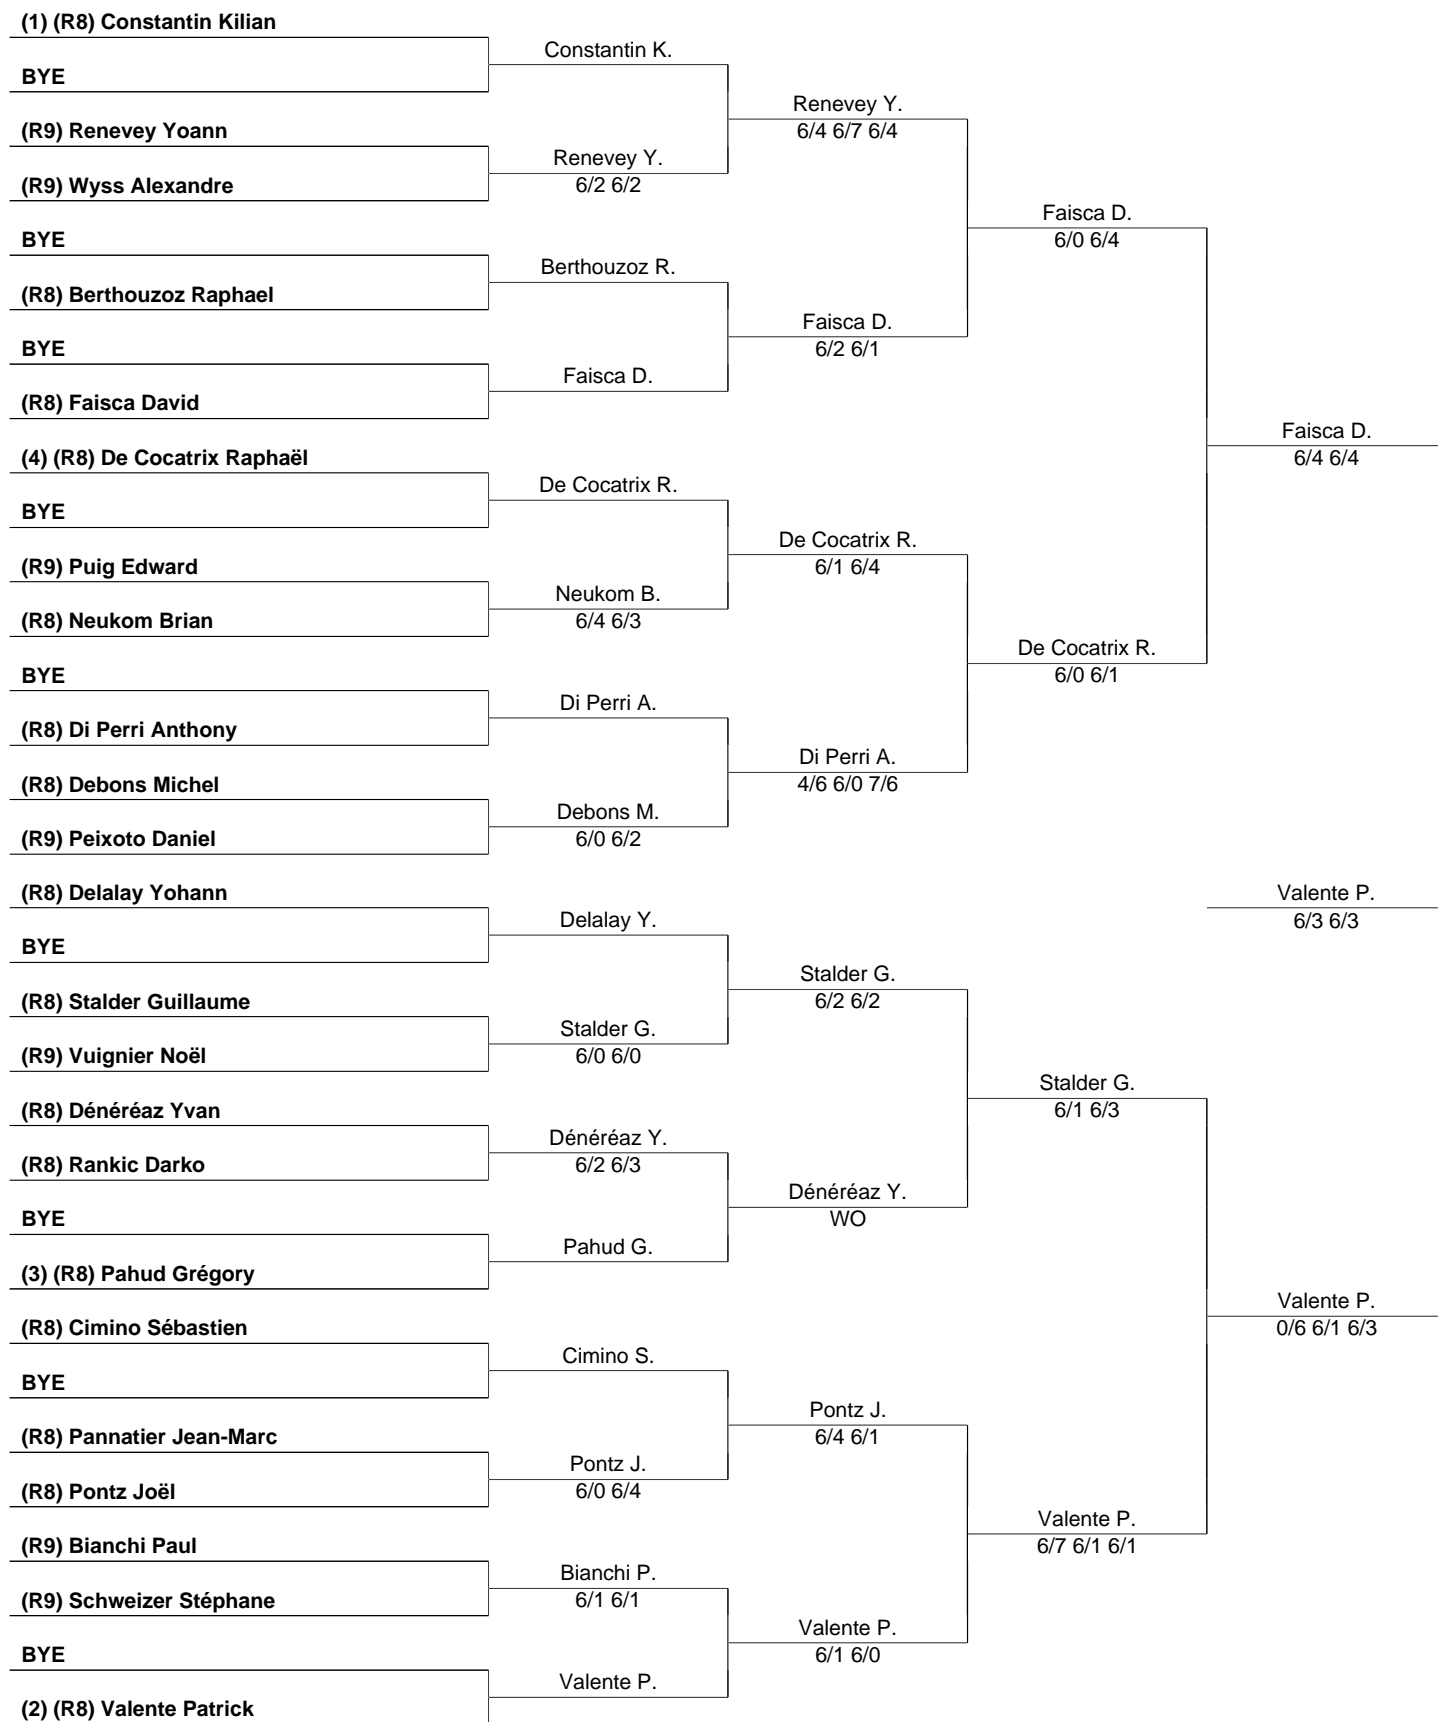 (1) (R8) Constantin Kilian
Constantin K.
BYE
Renevey Y.
6/4 6/7 6/4
(R9) Renevey Yoann
Renevey Y.
6/2 6/2
(R9) Wyss Alexandre
Faisca D.
6/0 6/4
BYE
Berthouzoz R.
(R8) Berthouzoz Raphael
Faisca D.
6/2 6/1
BYE
Faisca D.
(R8) Faisca David
Faisca D.
6/4 6/4
(4) (R8) De Cocatrix Raphaël
De Cocatrix R.
BYE
De Cocatrix R.
6/1 6/4
(R9) Puig Edward
Neukom B.
6/4 6/3
(R8) Neukom Brian
De Cocatrix R.
6/0 6/1
BYE
Di Perri A.
(R8) Di Perri Anthony
Di Perri A.
4/6 6/0 7/6
(R8) Debons Michel
Debons M.
6/0 6/2
(R9) Peixoto Daniel
(R8) Delalay Yohann
Valente P.
6/3 6/3
Delalay Y.
BYE
Stalder G.
6/2 6/2
(R8) Stalder Guillaume
Stalder G.
6/0 6/0
(R9) Vuignier Noël
Stalder G.
6/1 6/3
(R8) Dénéréaz Yvan
Dénéréaz Y.
6/2 6/3
(R8) Rankic Darko
Dénéréaz Y.
WO
BYE
Pahud G.
(3) (R8) Pahud Grégory
Valente P.
0/6 6/1 6/3
(R8) Cimino Sébastien
Cimino S.
BYE
Pontz J.
6/4 6/1
(R8) Pannatier Jean-Marc
Pontz J.
6/0 6/4
(R8) Pontz Joël
Valente P.
6/7 6/1 6/1
(R9) Bianchi Paul
Bianchi P.
6/1 6/1
(R9) Schweizer Stéphane
Valente P.
6/1 6/0
BYE
Valente P.
(2) (R8) Valente Patrick